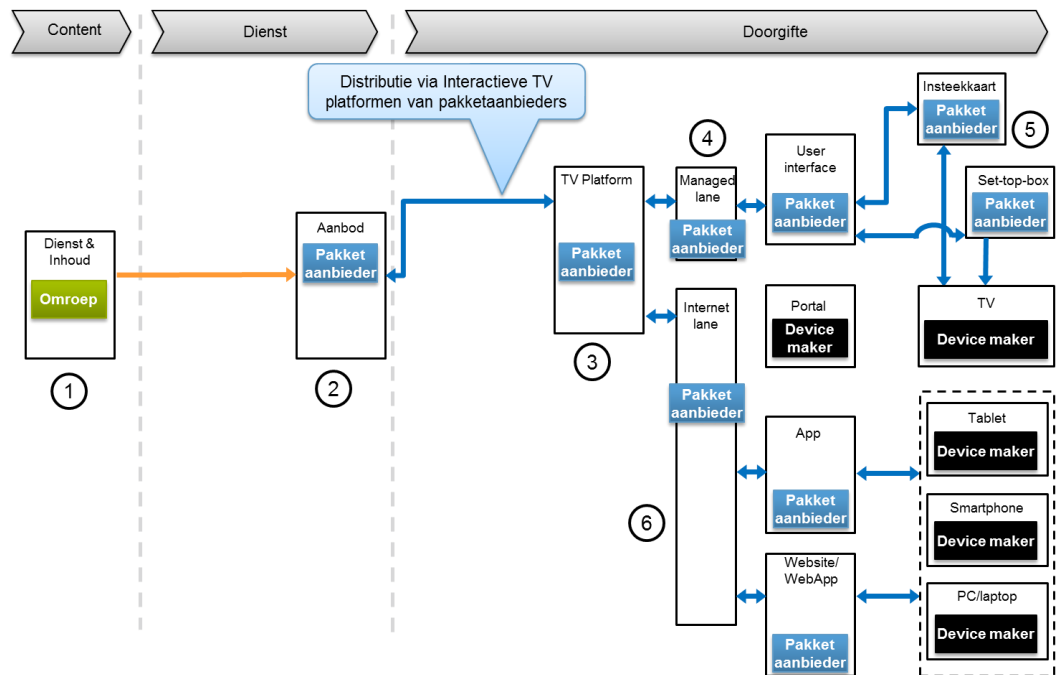 Content
Dienst
Doorgifte
Distributie via Interactieve TV
platformen van pakketaanbieders
Dienst &
Inhoud
Omroep
1
Aanbod
Pakket
aanbieder
2
TV Platform
Pakket
aanbieder
3
4
Managed
lane
Pakket
aanbieder
User
interface
Pakket
aanbieder
Insteekkaart
Pakket
aanbieder
5
Set-top-box
Pakket
aanbieder
Internet
lane
Pakket
aanbieder
6
Portal
Device
maker
TV
Device maker
App
Pakket
aanbieder
Website/
WebApp
Pakket
aanbieder
Tablet
Device maker
Smartphone
Device maker
PC/laptop
Device maker